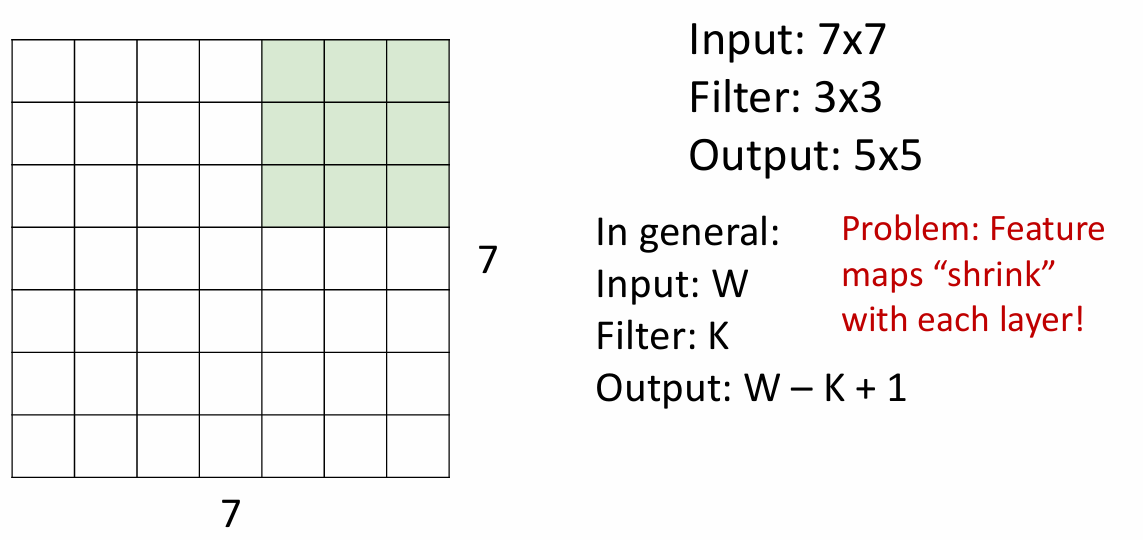 Input: 7x7
Filter: 3x3
Output: 5x5
7
In general:
Input: W
Filter: K
Output: W – K + 1
Problem: Feature
maps “shrink”
with each layer!
7